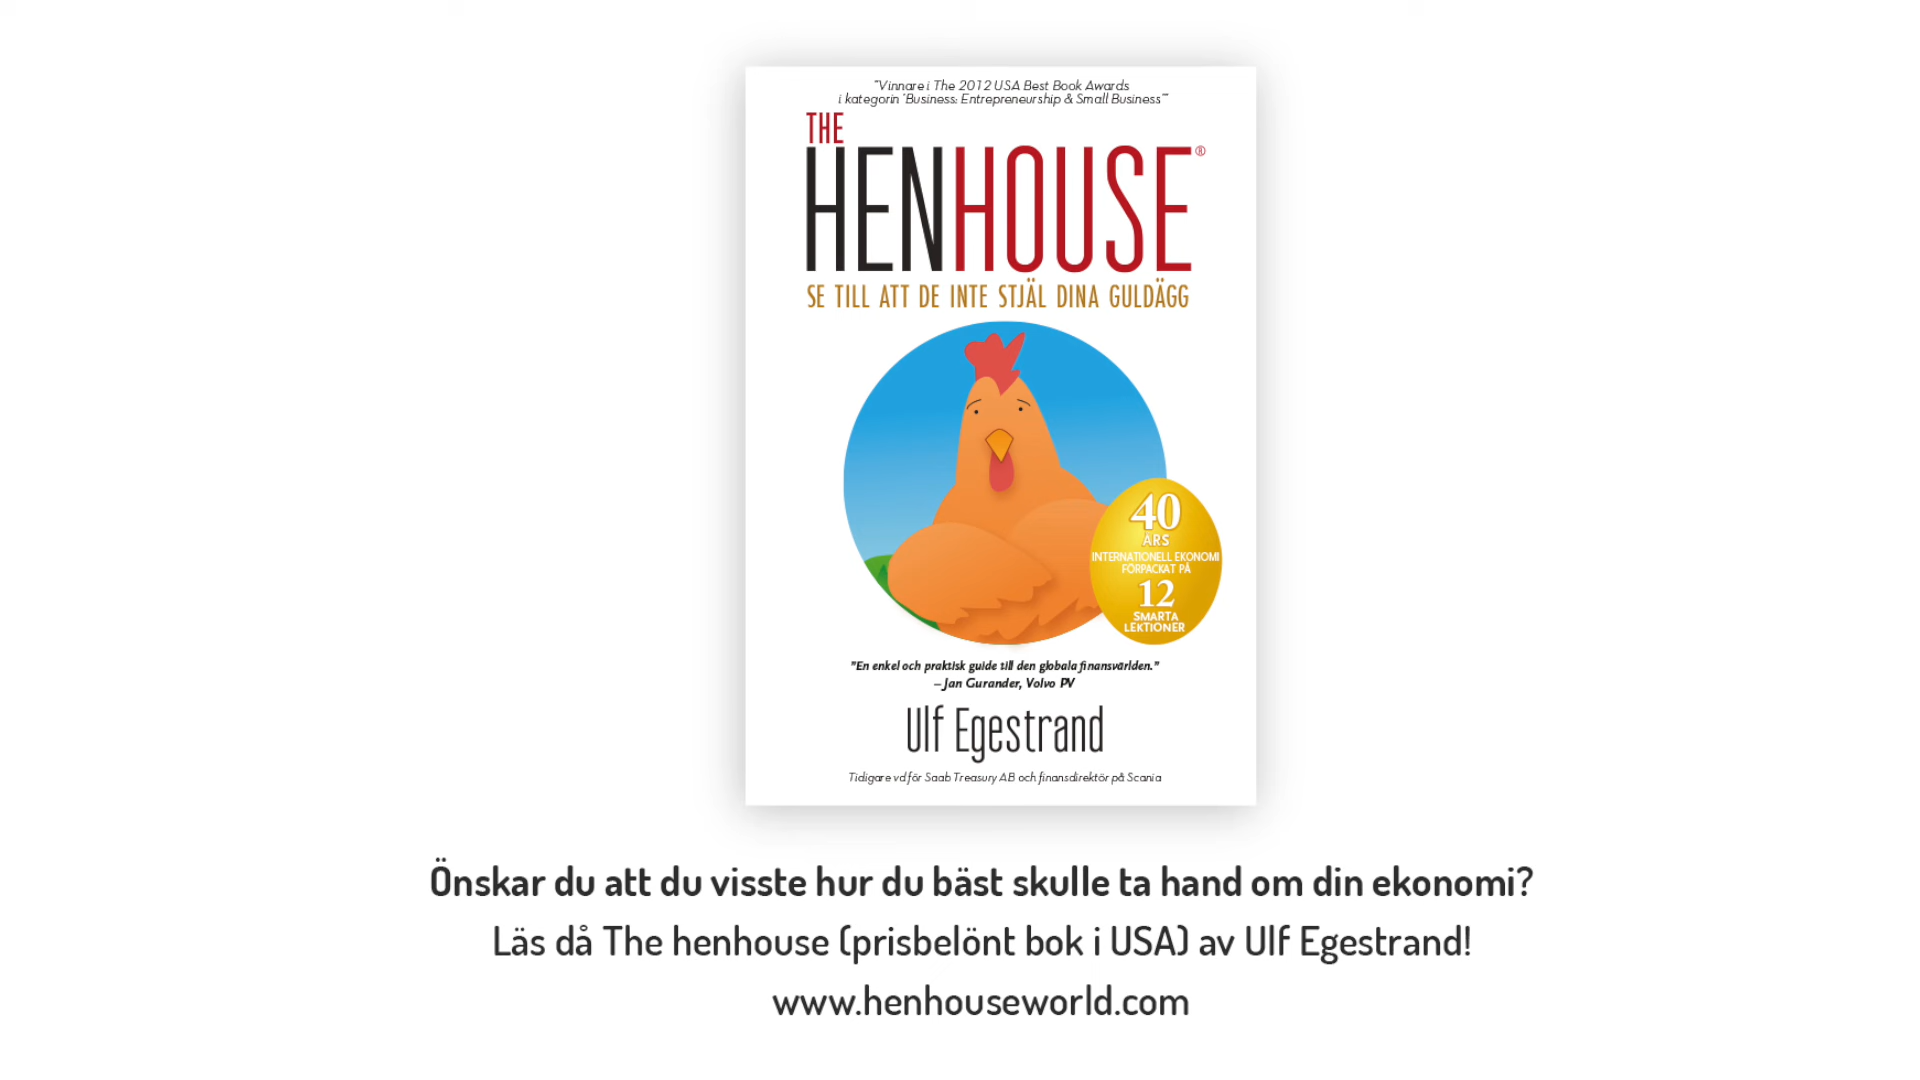 "Vinnare i The 2012 USA Best Book Awards
i kategorin 'Business: Entrepreneurship & Small Business'"
THE
HENHOUSE®
SE TILL ATT DE INTE STJÄL DINA GULDÄGG
40
ÅRS
INTERNATIONELL EKONOMI
FÖRPACKAT PÅ
12
SMARTA
LEKTIONER
"En enkel och praktisk guide till den globala finansvärlden."
– Jan Gurander, Volvo PV
Ulf Egestrand
Tidigare vd för Saab Treasury AB och finansdirektör på Scania
Önskar du att du visste hur du bäst skulle ta hand om din ekonomi?
Läs då The henhouse (prisbelönt bok i USA) av Ulf Egestrand!
www.henhouseworld.com